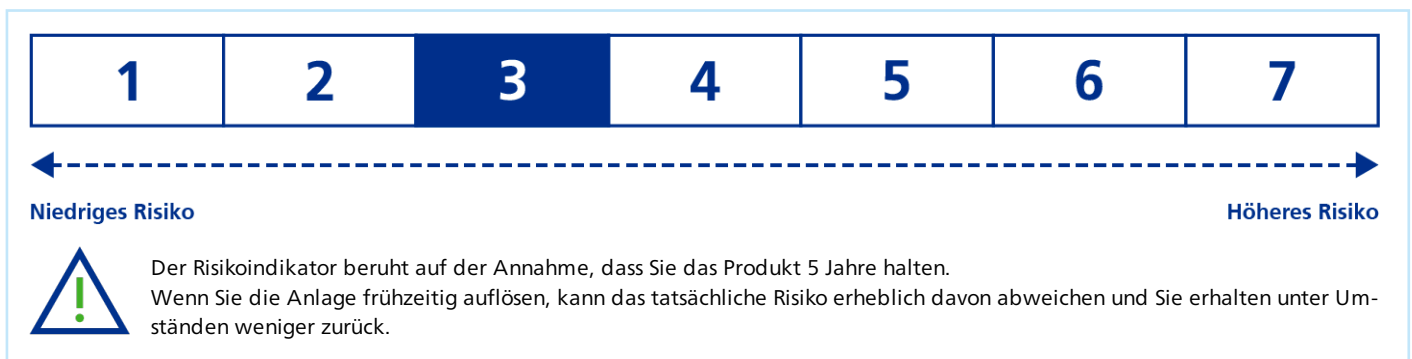 1 2 3 4 5 6 7
Niedriges Risiko Höheres Risiko
Der Risikoindikator beruht auf der Annahme, dass Sie das Produkt 5 Jahre halten.
Wenn Sie die Anlage frühzeitig auflösen, kann das tatsächliche Risiko erheblich davon abweichen und Sie erhalten unter Um-
ständen weniger zurück.